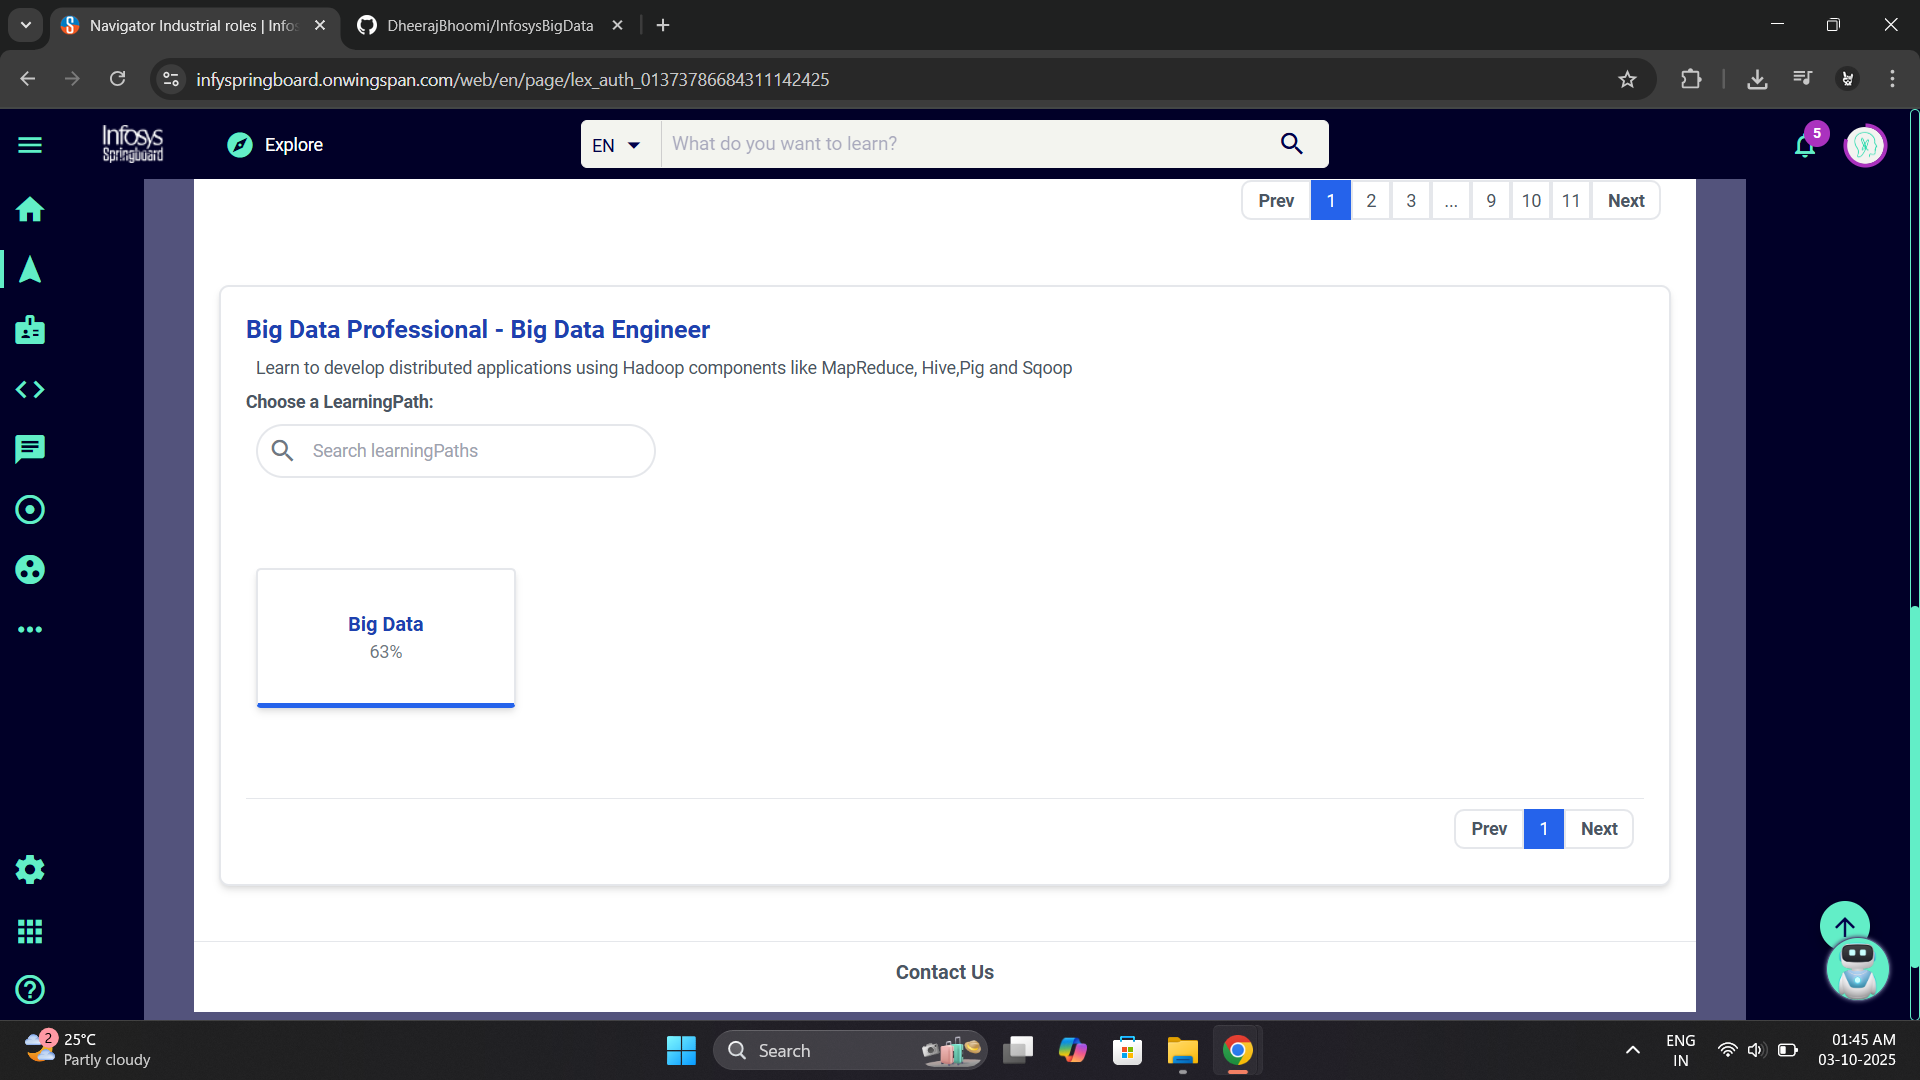 Navigator Industrial roles | Info
DheerajBhoomi/InfosysBigData
infyspringboard.onwingspan.com/web/en/page/lex_auth_01373786684311142425
Infosys
Springboard
Explore
EN
What do you want to learn?
5
Prev
1
2
3
...
9
10
11
Next
Big Data Professional - Big Data Engineer
Learn to develop distributed applications using Hadoop components like MapReduce, Hive,Pig and Sqoop
Choose a LearningPath:
Search learningPaths
Big Data
63%
Prev
1
Next
Contact Us
2
25°C
Partly cloudy
Search
ENG
IN
01:45 AM
03-10-2025